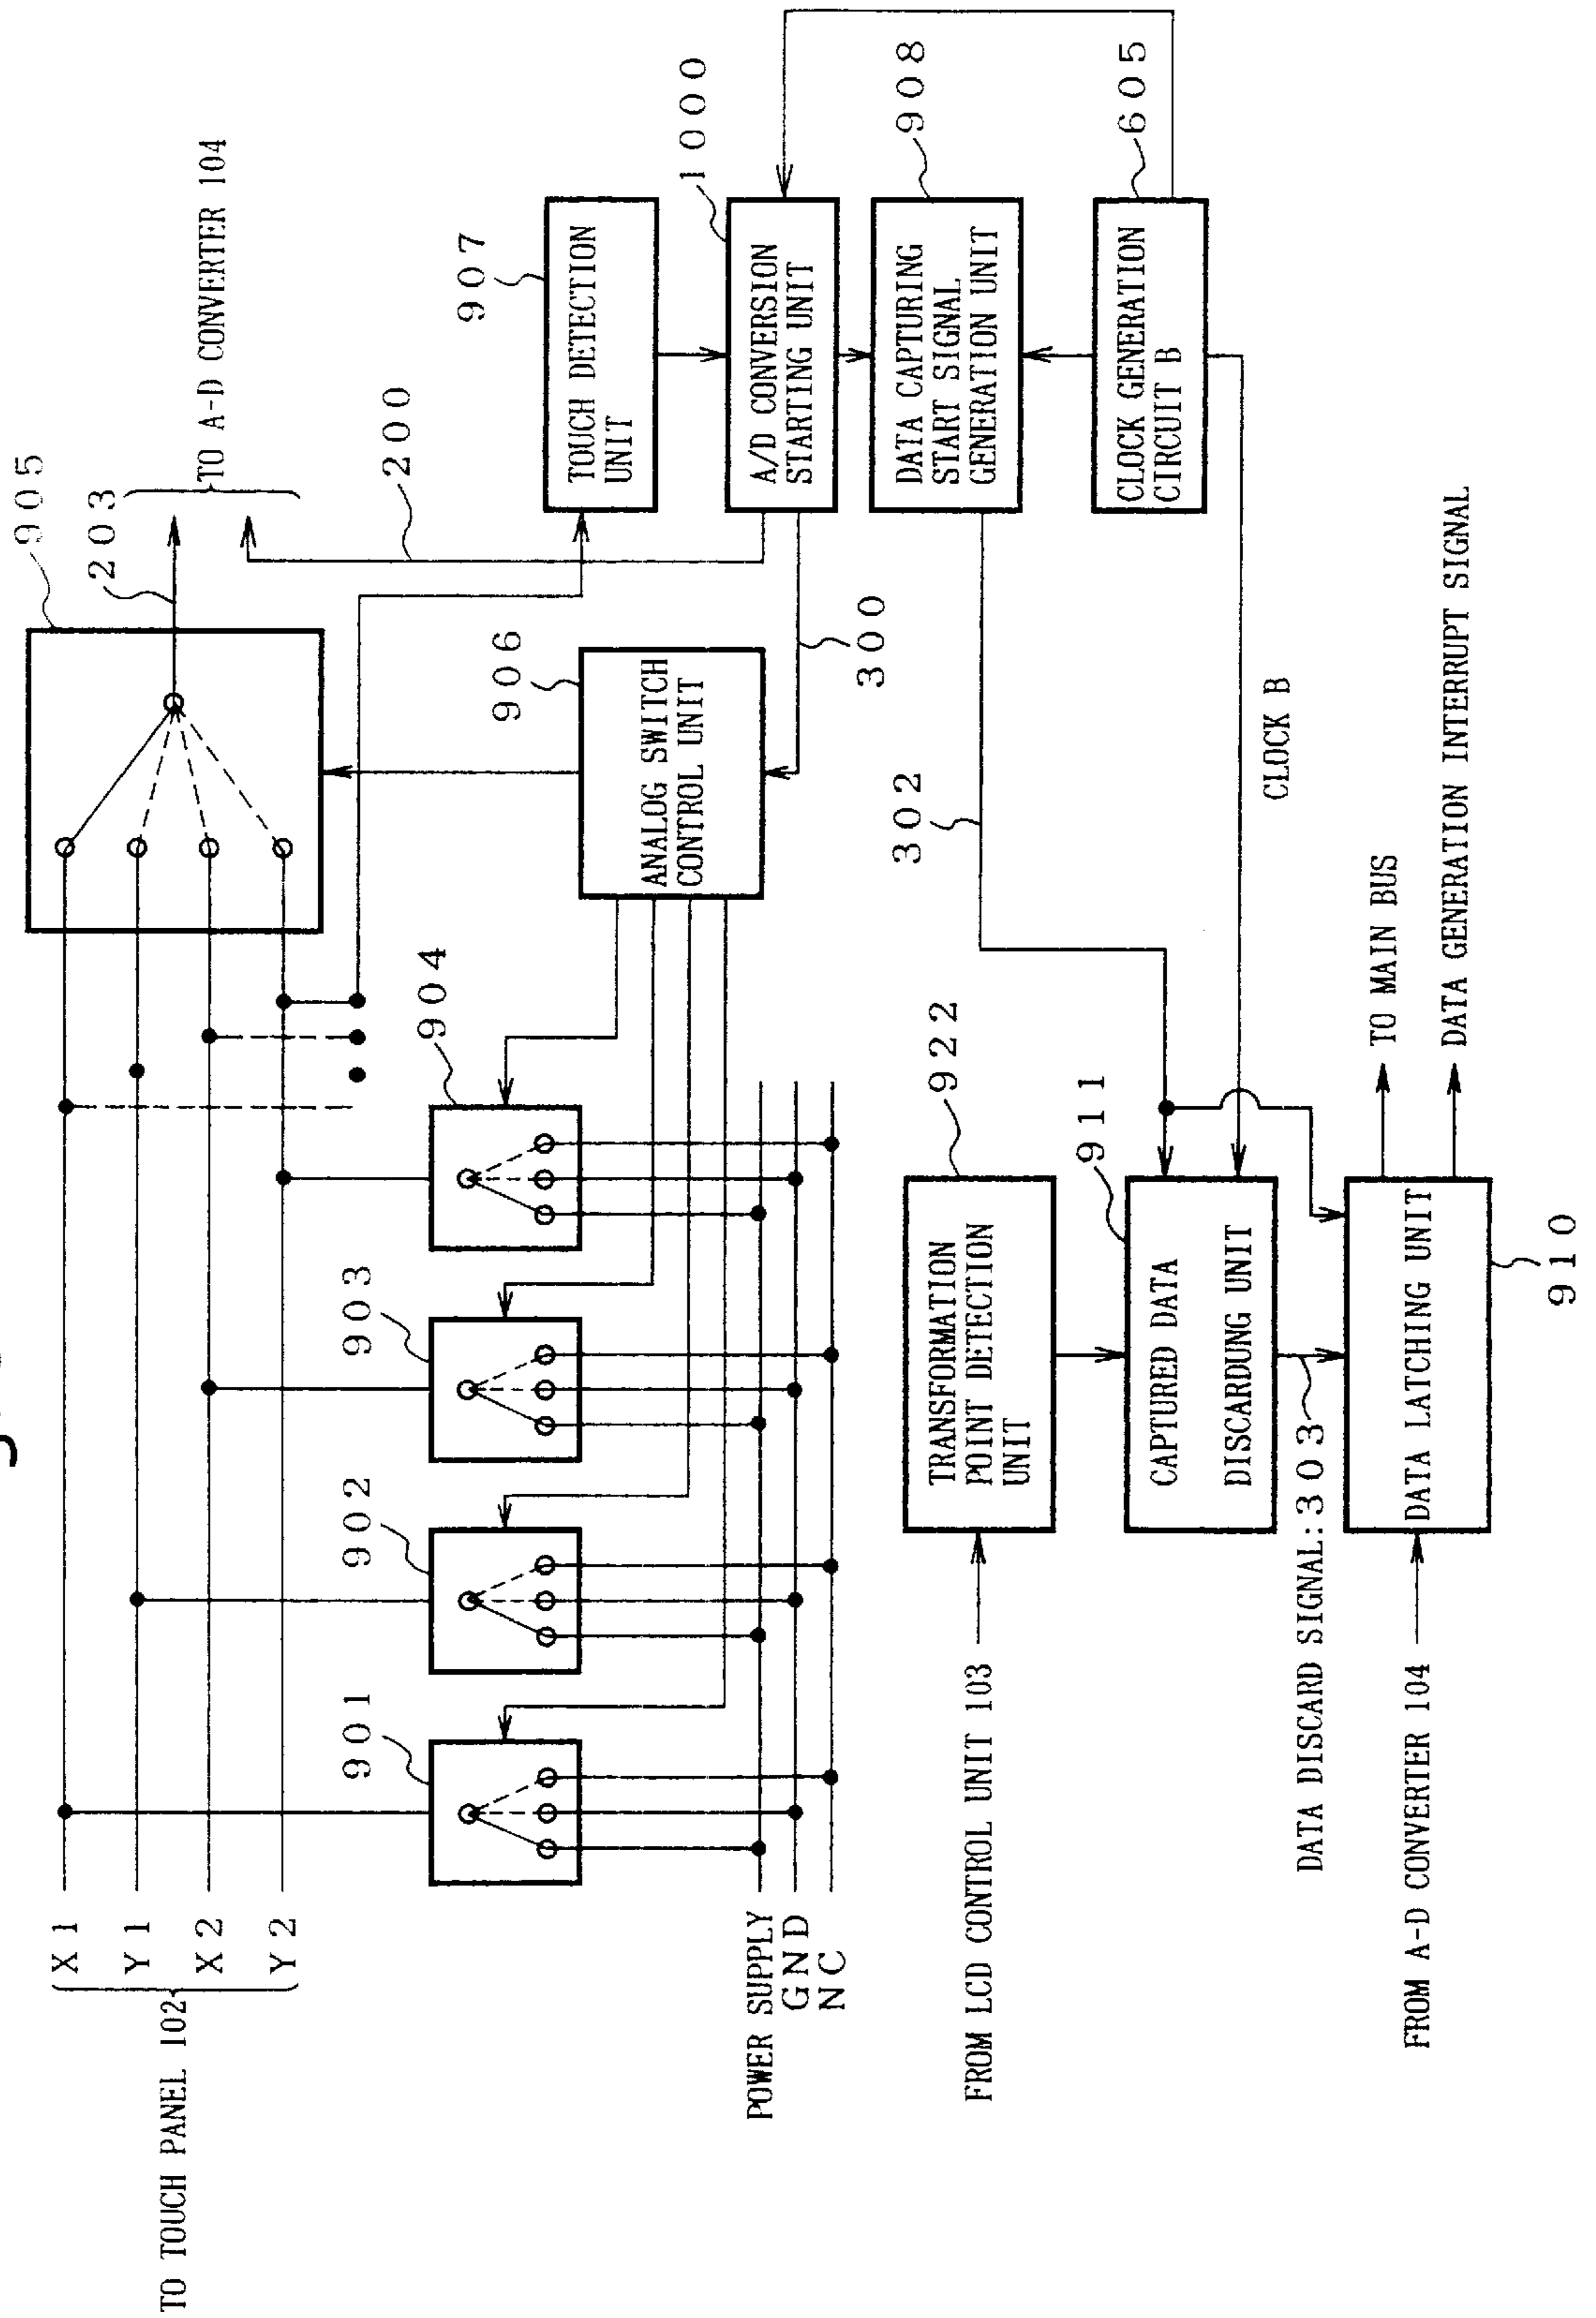 TO TOUCH PANEL 102
X1
Y1
X2
Y2
905
203
TO A-D CONVERTER 104
200
901
902
903
904
906
ANALOG SWITCH
CONTROL UNIT
907
TOUCH DETECTION
UNIT
POWER SUPPLY
GND
NC
300
1000
A/D CONVERSION
STARTING UNIT
908
DATA CAPTURING
START SIGNAL
GENERATION UNIT
605
CLOCK GENERATION
CIRCUIT B
302
CLOCK B
FROM LCD CONTROL UNIT 103
922
TRANSFORMATION
POINT DETECTION
UNIT
911
CAPTURED DATA
DISCARDUNG UNIT
DATA DISCARD SIGNAL:303
FROM A-D CONVERTER 104
DATA LATCHING UNIT
910
TO MAIN BUS
DATA GENERATION INTERRUPT SIGNAL